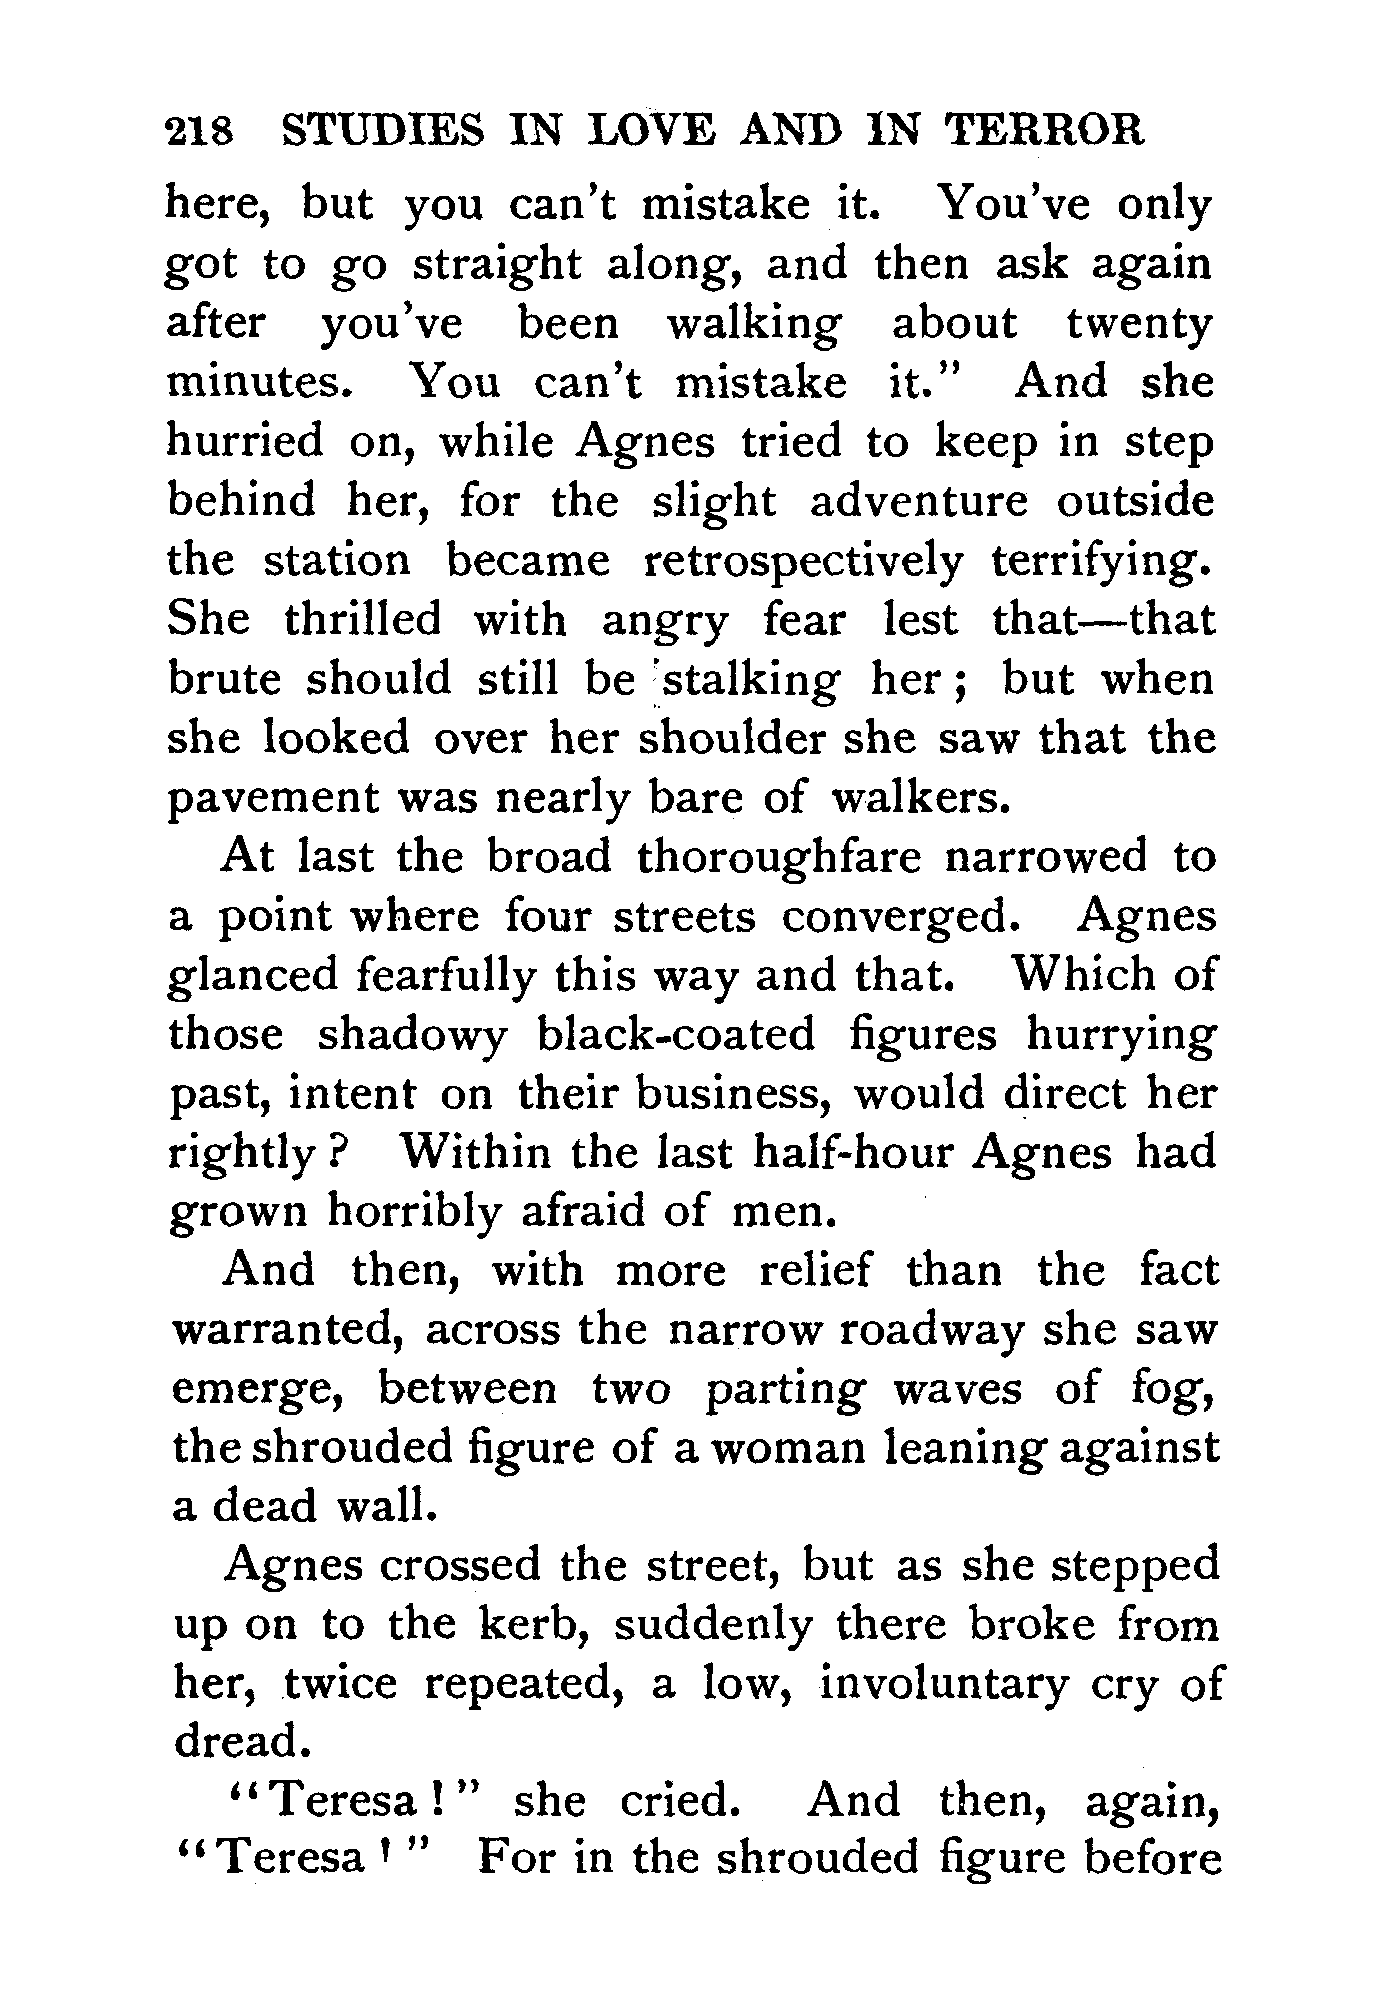 218 STUDIES IN LOVE AND IN TERROR
here, but you can't mistake it. You've only
got to go straight along, and then ask again
after you've been walking about twenty
minutes. You can't mistake it." And she
hurried on, while Agnes tried to keep in step
behind her, for the slight adventure outside
the station became retrospectively terrifying.
She thrilled with angry fear lest that—that
brute should still be stalking her; but when
she looked over her shoulder she saw that the
pavement was nearly bare of walkers.
At last the broad thoroughfare narrowed to
a point where four streets converged. Agnes
glanced fearfully this way and that. Which of
those shadowy black-coated figures hurrying
past, intent on their business, would direct her
rightly? Within the last half-hour Agnes had
grown horribly afraid of men.
And then, with more relief than the fact
warranted, across the narrow roadway she saw
emerge, between two parting waves of fog,
the shrouded figure of a woman leaning against
a dead wall.
Agnes crossed the street, but as she stepped
up on to the kerb, suddenly there broke from
her, twice repeated, a low, involuntary cry of
dread.
"Teresa!" she cried. And then, again,
"Teresa!" For in the shrouded figure before